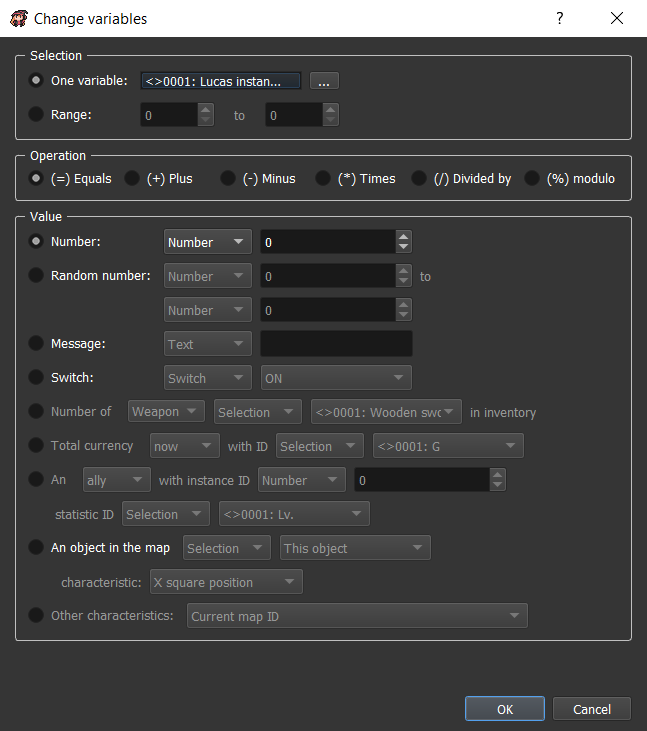 Change variables ?
Selection
One variable: <>0001: Lucas instan... ...
Range: 0 to 0
Operation
(=) Equals (+) Plus (-) Minus (*) Times (/) Divided by (%) modulo
Value
Number: Number 0
Random number: Number 0 to
Number 0
Message: Text
Switch: Switch ON
Number of Weapon Selection <>0001: Wooden swo in inventory
Total currency now with ID Selection <>0001: G
An ally with instance ID Number 0
statistic ID Selection <>0001: Lv.
An object in the map Selection This object
characteristic: X square position
Other characteristics: Current map ID
OK Cancel